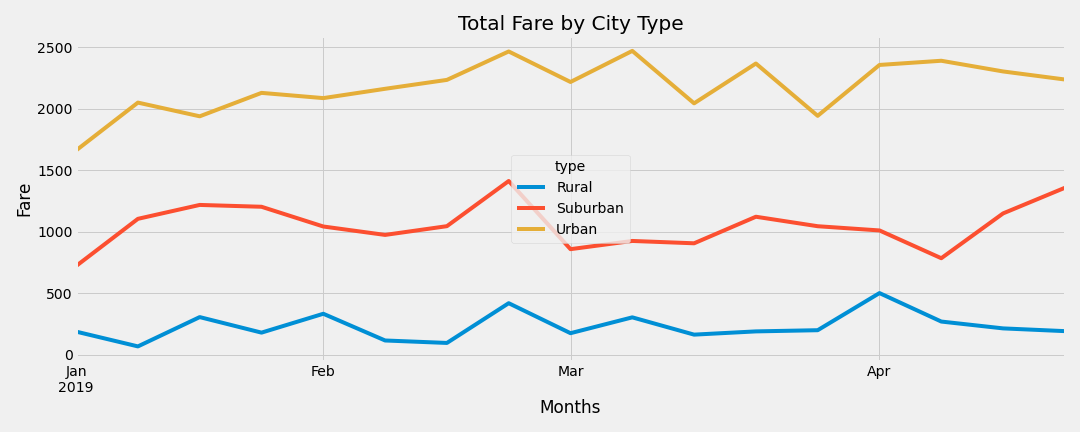 Total Fare by City Type
Fare
2500
2000
1500
1000
500
0
type
Rural
Suburban
Urban
Jan
2019
Feb
Mar
Apr
Months